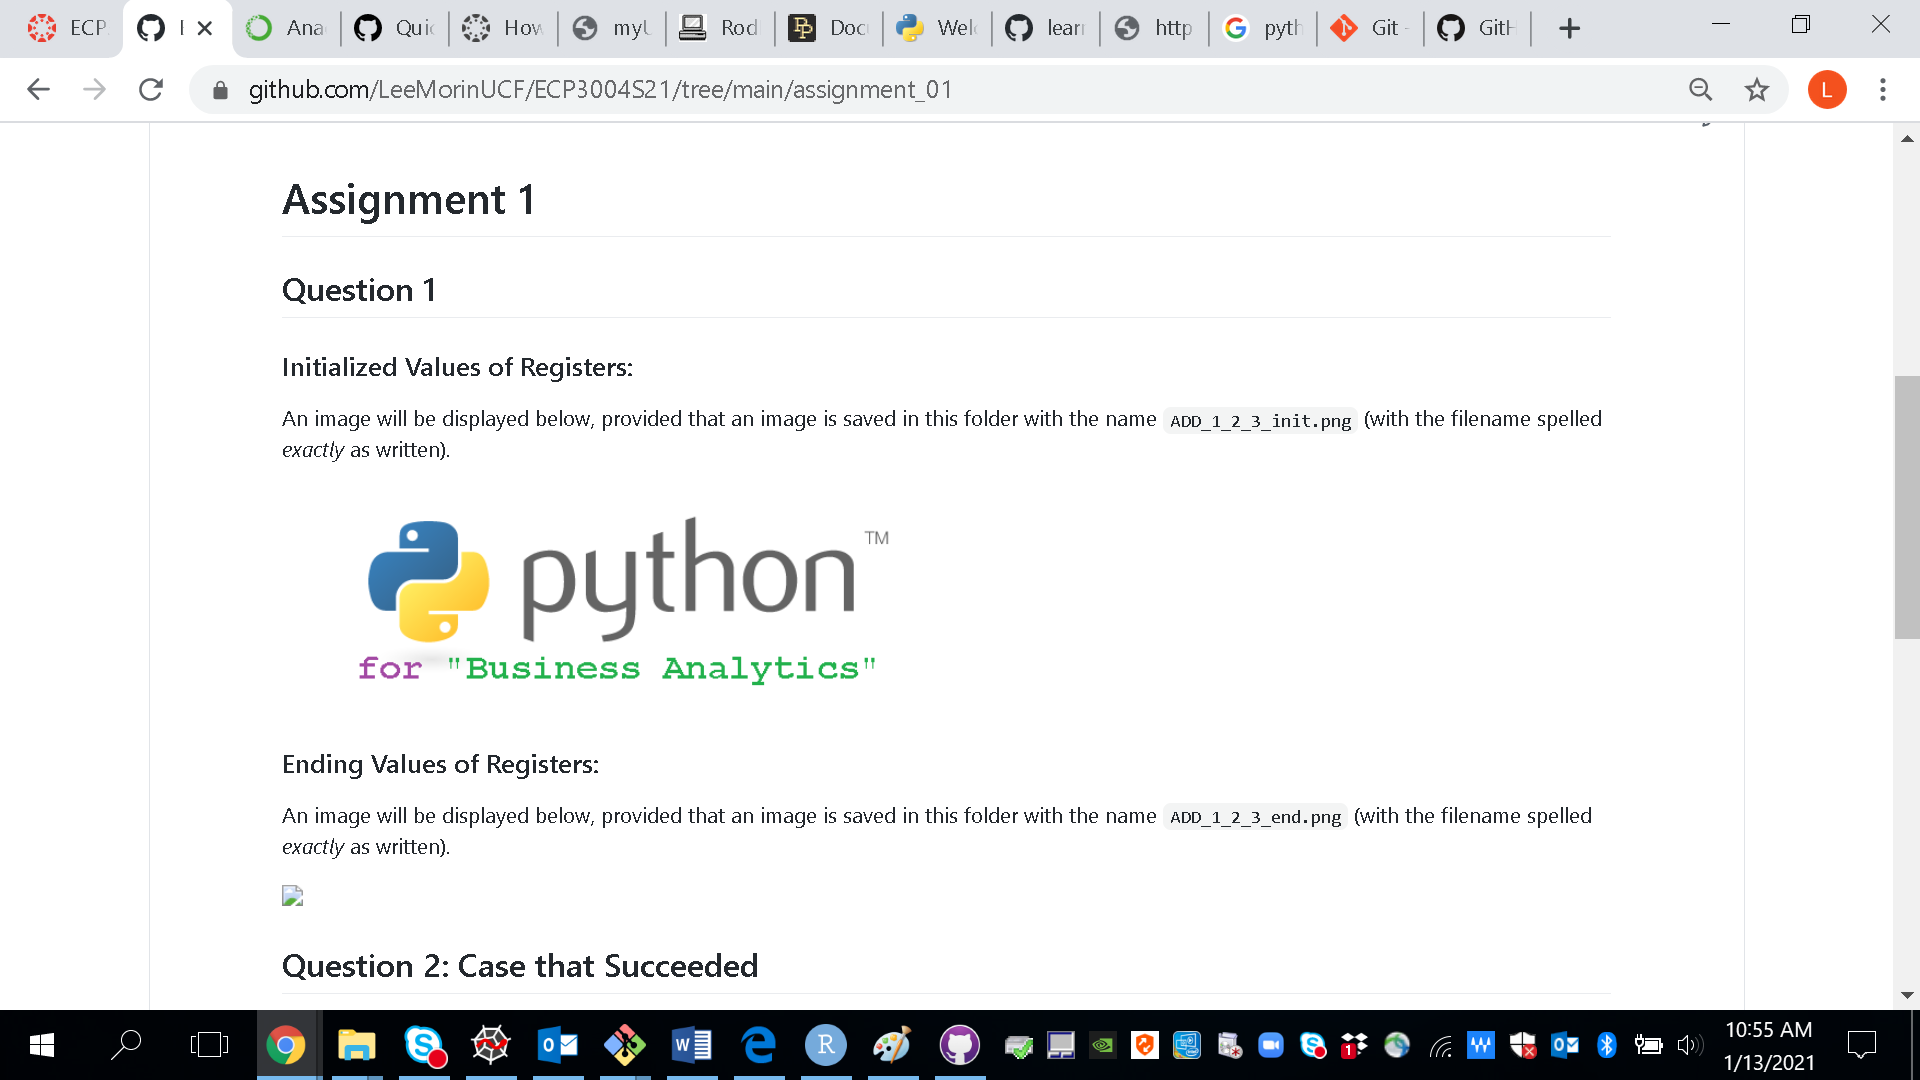 ECP
Ana
Quic
How
myU
Rod
Doc
Welc
learn
http
pyth
Git -
GitH
github.com/LeeMorinUCF/ECP3004S21/tree/main/assignment_01
L
Assignment 1
Question 1
Initialized Values of Registers:
An image will be displayed below, provided that an image is saved in this folder with the name ADD_1_2_3_init.png (with the filename spelled
exactly as written).
python TM
for "Business Analytics"
Ending Values of Registers:
An image will be displayed below, provided that an image is saved in this folder with the name ADD_1_2_3_end.png (with the filename spelled
exactly as written).
Question 2: Case that Succeeded
10:55 AM
1/13/2021